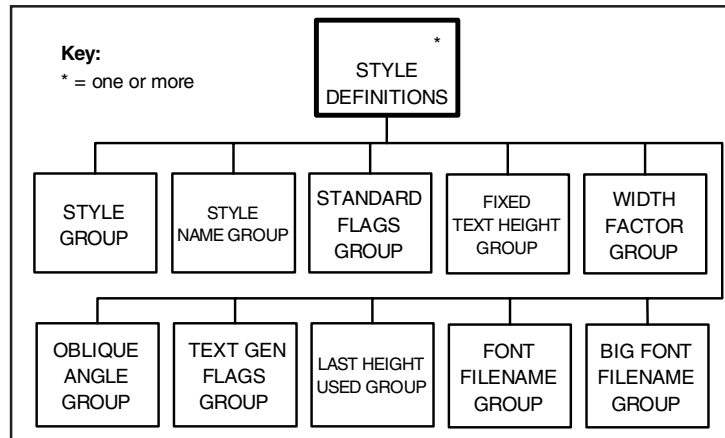 Key:
* = one or more
*
STYLE
DEFINITIONS
STYLE
GROUP
STYLE
NAME GROUP
STANDARD
FLAGS
GROUP
FIXED
TEXT HEIGHT
GROUP
WIDTH
FACTOR
GROUP
OBLIQUE
ANGLE
GROUP
TEXT GEN
FLAGS
GROUP
LAST HEIGHT
USED GROUP
FONT
FILENAME
GROUP
BIG FONT
FILENAME
GROUP